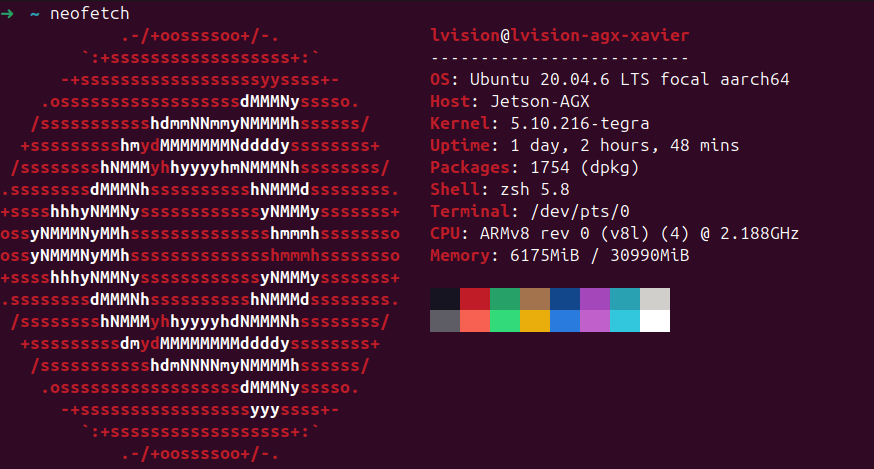 ➜ ~ neofetch
.-/+oossssoo+/-.
`:+ssssssssssssssssss+:`
-+ssssssssssssssssssyyssss+-
.ossssssssssssssssssdMMMNysssso.
/ssssssssssshdmmNNmmyNMMMMhssssss/
+ssssssssshmydMMMMMMMNddddyssssssss+
/sssssssshNMMMyhhyyyyhmNMMMNhssssssss/
.ssssssssdMMMNhsssssssssshNMMMdssssssss.
+sssshhhyNMMNyssssssssssssyNMMMysssssss+
ossyNMMMNyMMhsssssssssssssshmmmhssssssso
ossyNMMMNyMMhsssssssssssssshmmmhssssssso
+sssshhhyNMMNyssssssssssssyNMMMysssssss+
.ssssssssdMMMNhsssssssssshNMMMdssssssss.
/sssssssshNMMMyhhyyyyhdNMMMNhssssssss/
+sssssssssdmydMMMMMMMMddddyssssssss+
/ssssssssssshdmNNNNmyNMMMMhssssss/
.ossssssssssssssssssdMMMNysssso.
-+sssssssssssssssssyyyssss+-
`:+ssssssssssssssssss+:`
.-/+oossssoo+/-.
lvision@lvision-agx-xavier
--------------------------
OS: Ubuntu 20.04.6 LTS focal aarch64
Host: Jetson-AGX
Kernel: 5.10.216-tegra
Uptime: 1 day, 2 hours, 48 mins
Packages: 1754 (dpkg)
Shell: zsh 5.8
Terminal: /dev/pts/0
CPU: ARMv8 rev 0 (v8l) (4) @ 2.188GHz
Memory: 6175MiB / 30990MiB